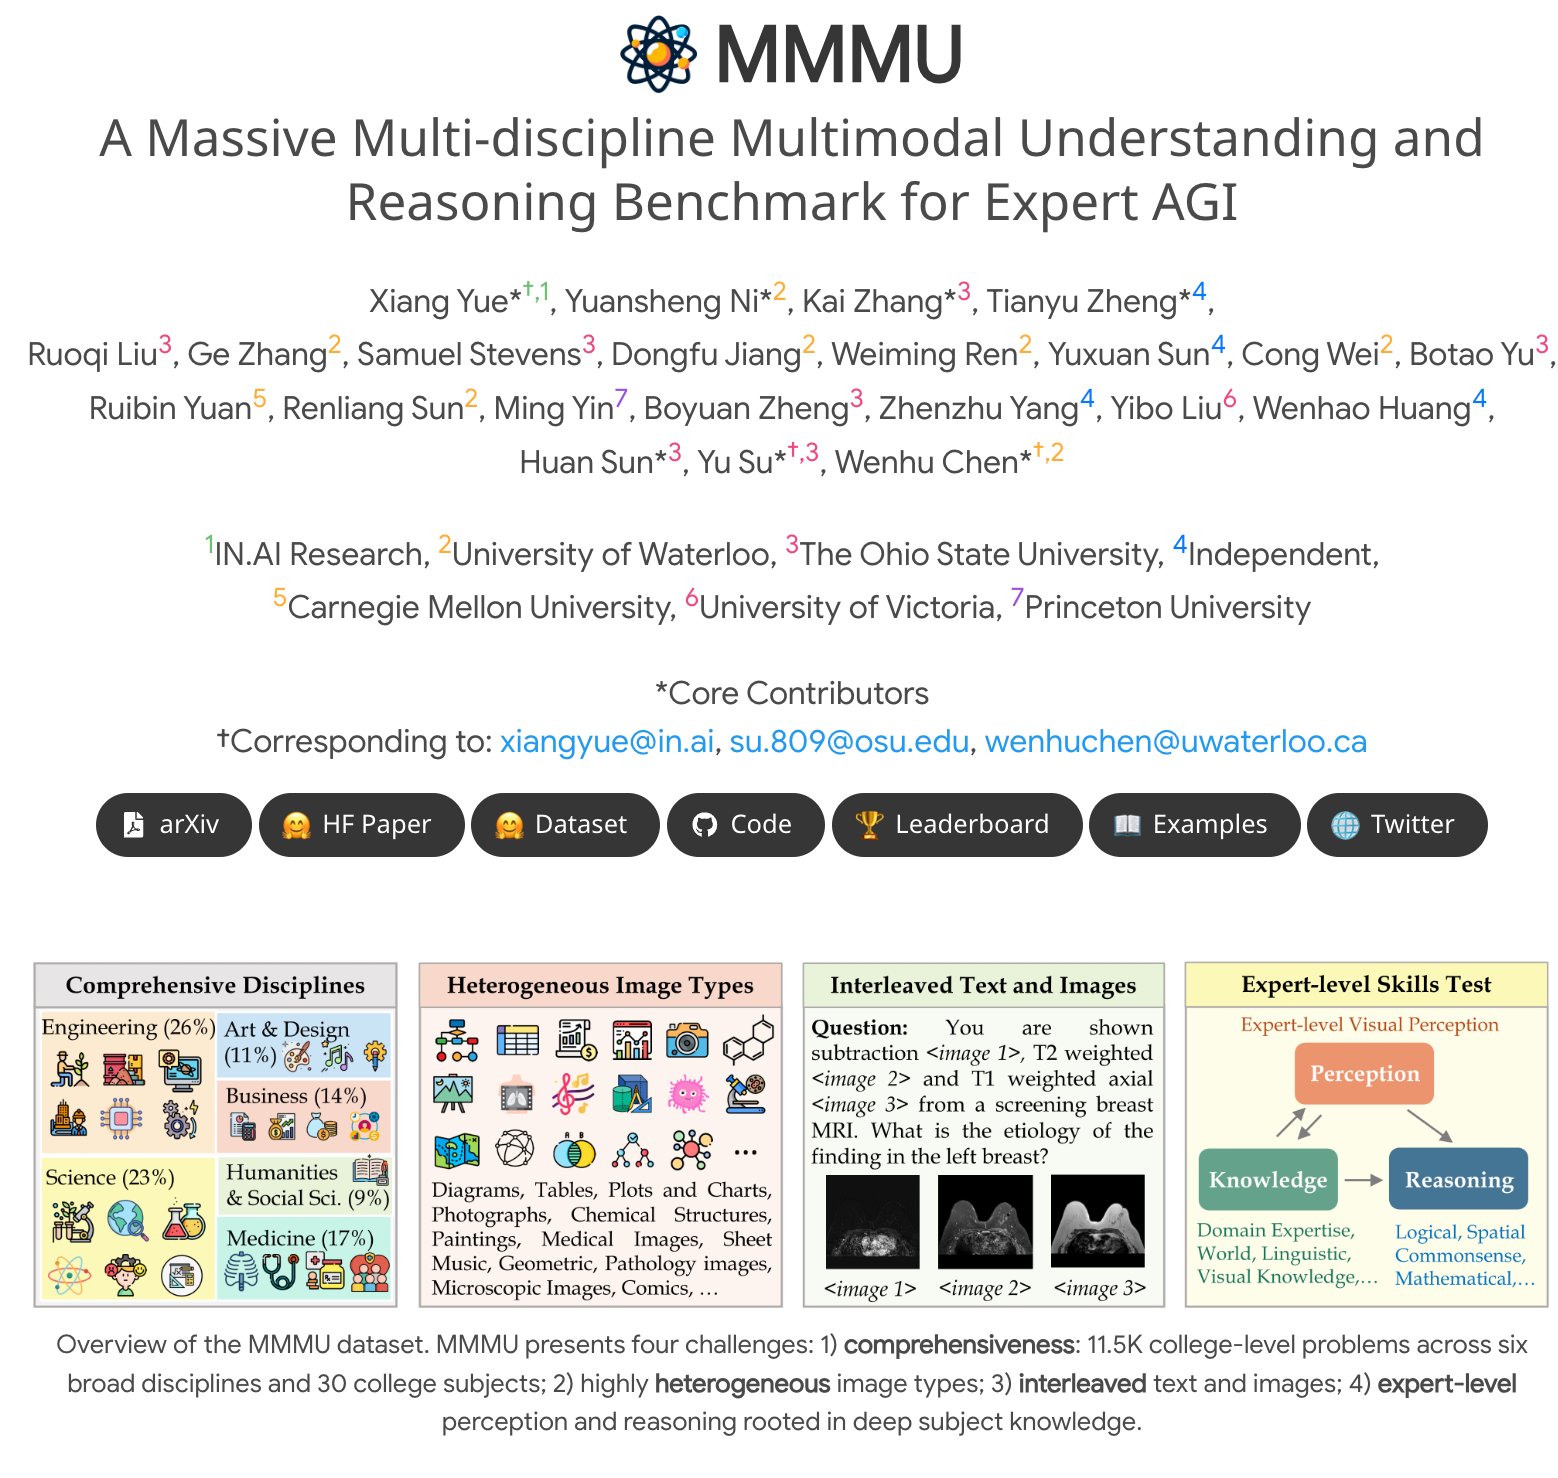 MMMU
A Massive Multi-discipline Multimodal Understanding and
Reasoning Benchmark for Expert AGI
Xiang Yue*†,1, Yuansheng Ni*2, Kai Zhang*3, Tianyu Zheng*4,
Ruoqi Liu3, Ge Zhang2, Samuel Stevens3, Dongfu Jiang2, Weiming Ren2, Yuxuan Sun4, Cong Wei2, Botao Yu3,
Ruibin Yuan5, Renliang Sun2, Ming Yin7, Boyuan Zheng3, Zhenzhu Yang4, Yibo Liu6, Wenhao Huang4,
Huan Sun*3, Yu Su*†,3, Wenhu Chen*†,2
1IN.AI Research, 2University of Waterloo, 3The Ohio State University, 4Independent,
5Carnegie Mellon University, 6University of Victoria, 7Princeton University
*Core Contributors
†Corresponding to: xiangyue@in.ai, su.809@osu.edu, wenhuchen@uwaterloo.ca
arXiv HF Paper Dataset Code Leaderboard Examples Twitter
Comprehensive Disciplines
Engineering (26%)
Art & Design
(11%)
Business (14%)
Science (23%)
Humanities
& Social Sci. (9%)
Medicine (17%)
Heterogeneous Image Types
A B
...
Diagrams, Tables, Plots and Charts,
Photographs, Chemical Structures,
Paintings, Medical Images, Sheet
Music, Geometric, Pathology images,
Microscopic Images, Comics, …
Interleaved Text and Images
Question: You are shown
subtraction <image 1>, T2 weighted
<image 2> and T1 weighted axial
<image 3> from a screening breast
MRI. What is the etiology of the
finding in the left breast?
<image 1> <image 2> <image 3>
Expert-level Skills Test
Expert-level Visual Perception
Perception
Knowledge
Reasoning
Domain Expertise,
World, Linguistic,
Visual Knowledge,…
Logical, Spatial
Commonsense,
Mathematical,…
Overview of the MMMU dataset. MMMU presents four challenges: 1) comprehensiveness: 11.5K college-level problems across six
broad disciplines and 30 college subjects; 2) highly heterogeneous image types; 3) interleaved text and images; 4) expert-level
perception and reasoning rooted in deep subject knowledge.